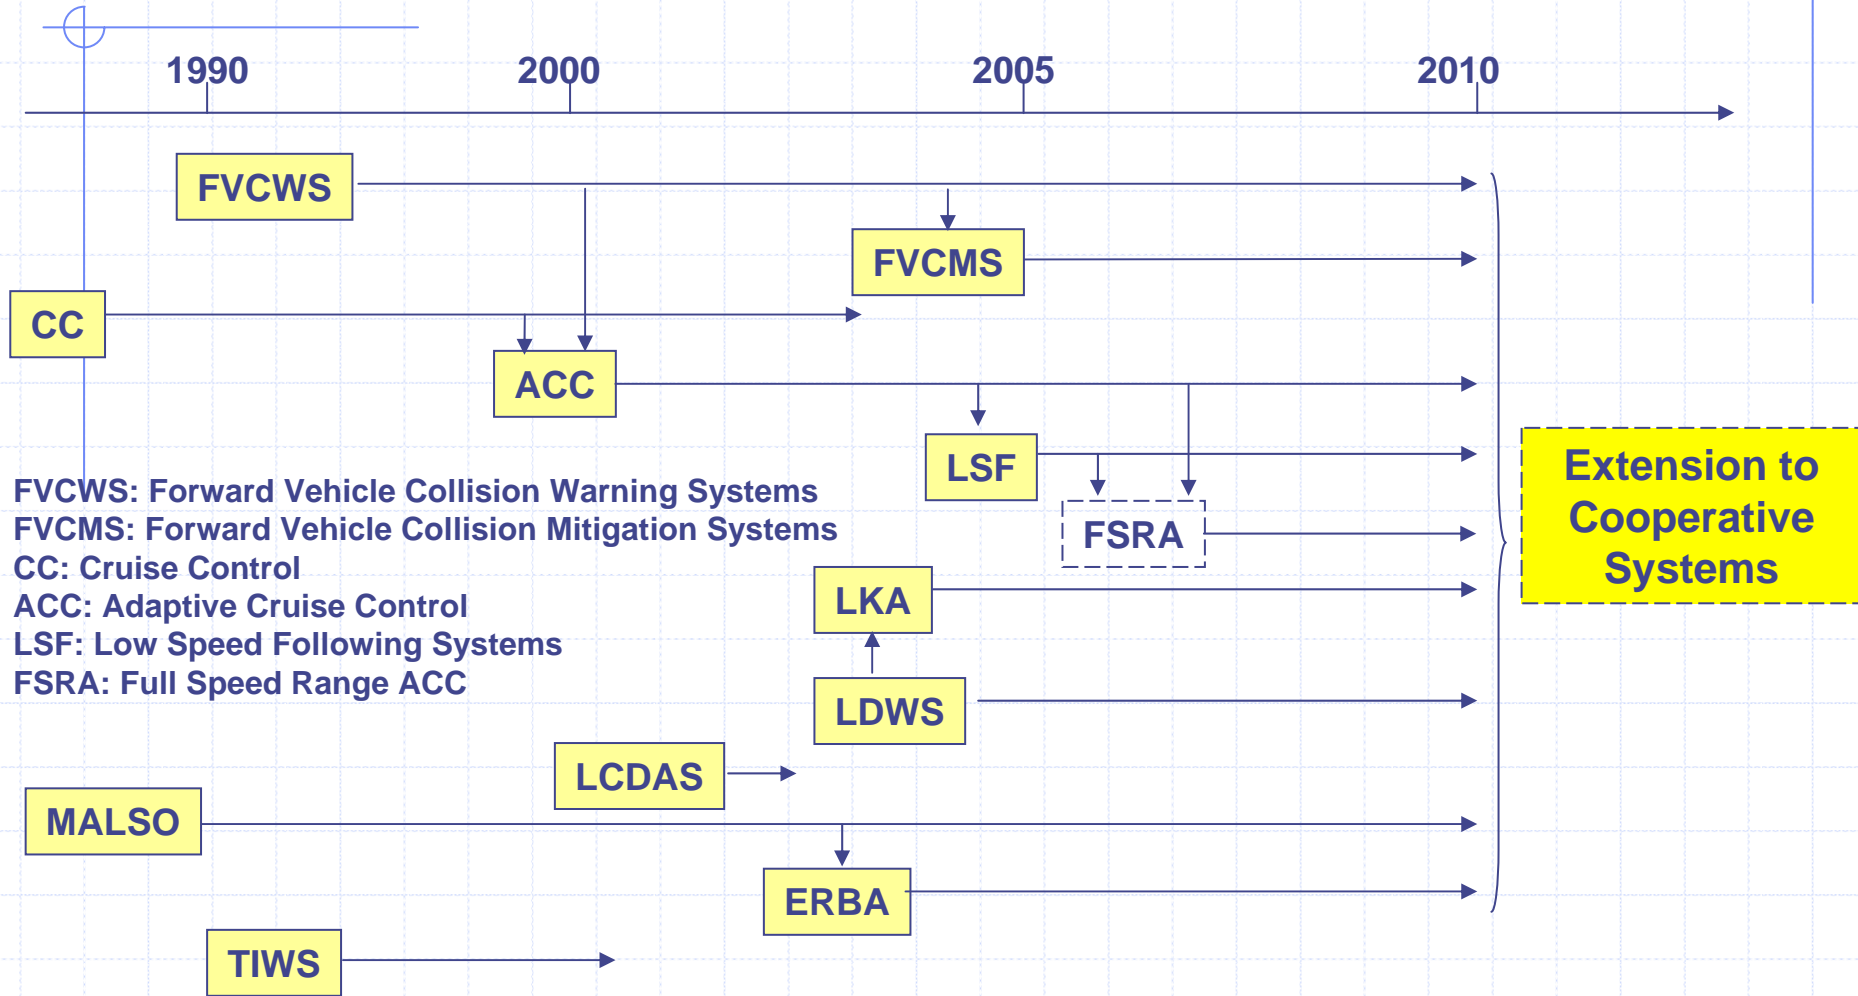 1990
2000
2005
2010
FVCWS
FVCMS
CC
ACC
LSF
Extension to
Cooperative
Systems
FVCWS: Forward Vehicle Collision Warning Systems
FVCMS: Forward Vehicle Collision Mitigation Systems
CC: Cruise Control
ACC: Adaptive Cruise Control
LSF: Low Speed Following Systems
FSRA: Full Speed Range ACC
FSRA
LKA
LDWS
LCDAS
MALSO
ERBA
TIWS